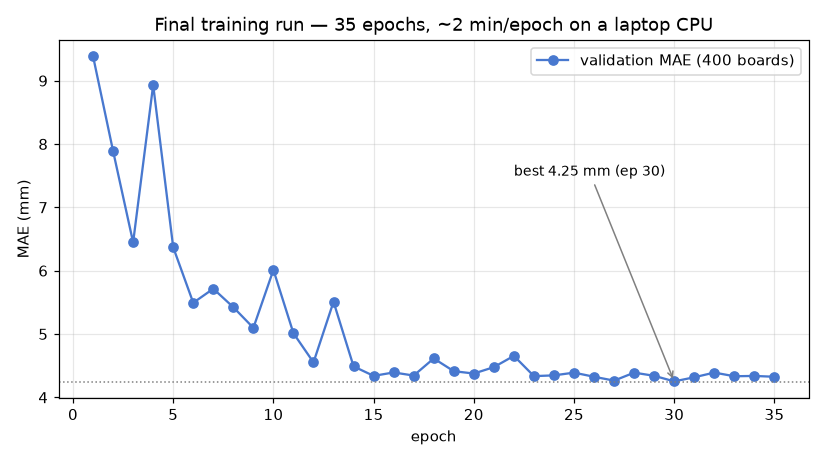 Final training run — 35 epochs, ~2 min/epoch on a laptop CPU
validation MAE (400 boards)
best 4.25 mm (ep 30)
MAE (mm)
9
8
7
6
5
4
0 5 10 15 20 25 30 35
epoch